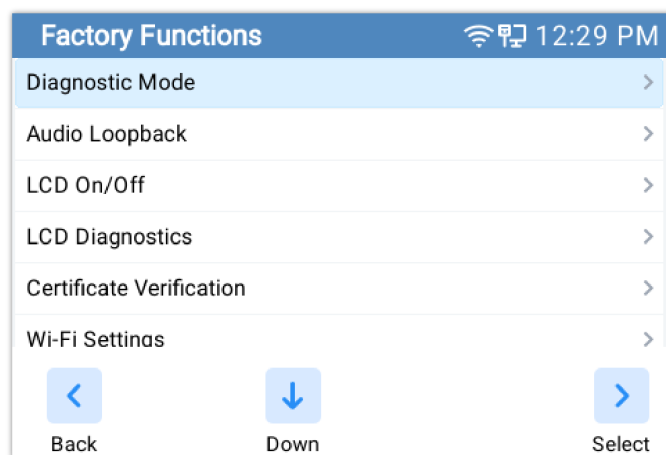 Factory Functions 12:29 PM
Diagnostic Mode
Audio Loopback
LCD On/Off
LCD Diagnostics
Certificate Verification
Wi-Fi Settings
Back Down Select